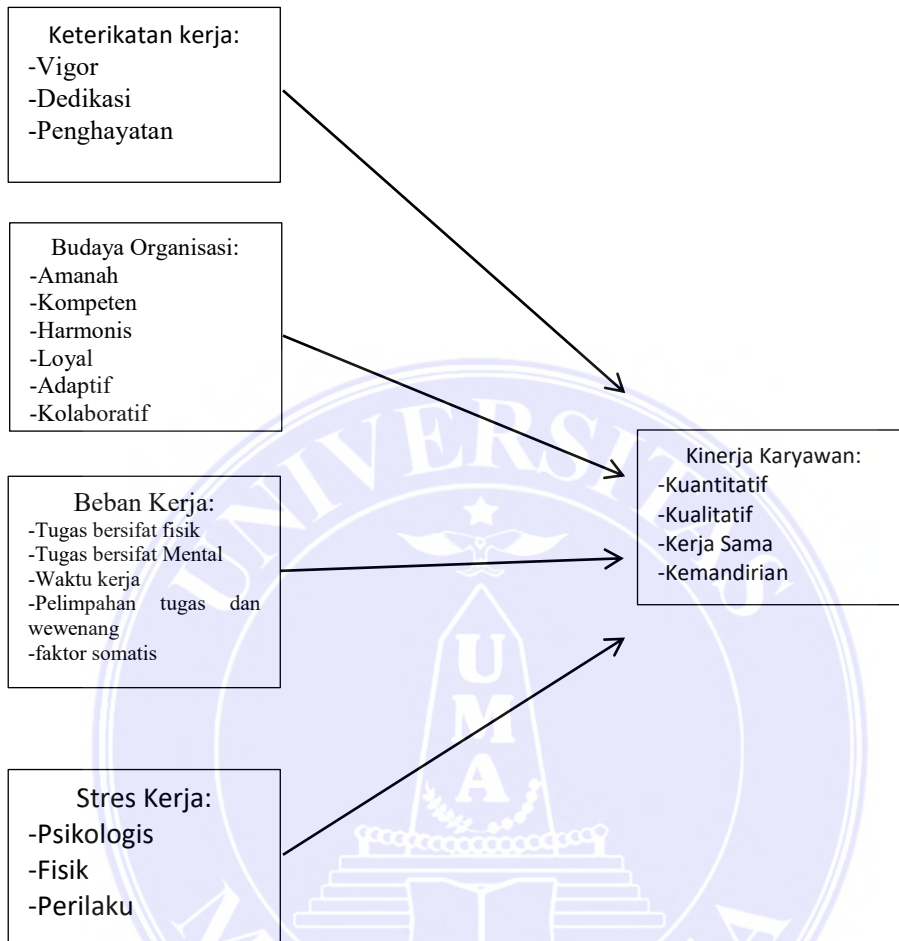 Keterikatan kerja:
-Vigor
-Dedikasi
-Penghayatan
Budaya Organisasi:
-Amanah
-Kompeten
-Harmonis
-Loyal
-Adaptif
-Kolaboratif
Beban Kerja:
-Tugas bersifat fisik
-Tugas bersifat Mental
-Waktu kerja
-Pelimpahan tugas dan
wewenang
-faktor somatis
Stres Kerja:
-Psikologis
-Fisik
-Perilaku
Kinerja Karyawan:
-Kuantitatif
-Kualitatif
-Kerja Sama
-Kemandirian
UNIVERSITAS
UMA